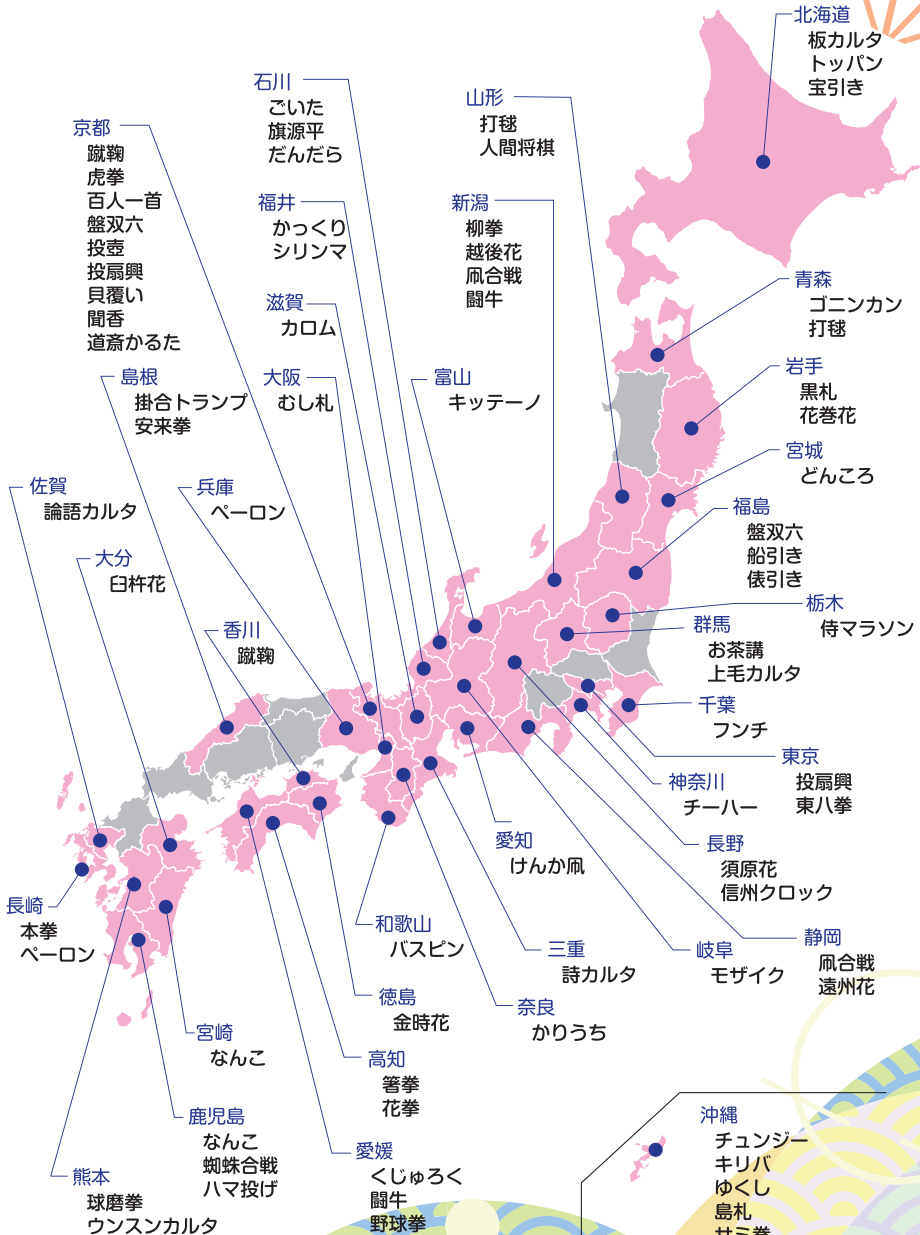 北海道
板カルタ
トッパン
宝引き
石川
ごいた
旗源平
だんだら
山形
打毬
人間将棋
京都
蹴鞠
虎拳
百人一首
盤双六
投壺
投扇興
貝覆い
聞香
道斎かるた
福井
かっくり
シリンマ
新潟
柳拳
越後花
凧合戦
闘牛
青森
ゴニンカン
打毬
滋賀
カロム
岩手
黒札
花巻花
島根
掛合トランプ
安来拳
大阪
むし札
富山
キッテーノ
宮城
どんころ
佐賀
論語カルタ
兵庫
ペーロン
福島
盤双六
船引き
俵引き
大分
臼杵花
栃木
侍マラソン
香川
蹴鞠
群馬
お茶講
上毛カルタ
千葉
フンチ
東京
投扇興
東八拳
神奈川
チーハー
愛知
けんか凧
長野
須原花
信州クロック
長崎
本拳
ペーロン
和歌山
バスピン
三重
詩カルタ
岐阜
モザイク
静岡
凧合戦
遠州花
徳島
金時花
奈良
かりうち
宮崎
なんこ
高知
箸拳
花拳
鹿児島
なんこ
蜘蛛合戦
ハマ投げ
愛媛
くじゅろく
闘牛
野球拳
熊本
球磨拳
ウンスンカルタ
沖縄
チュンジー
キリバ
ゆくし
島札